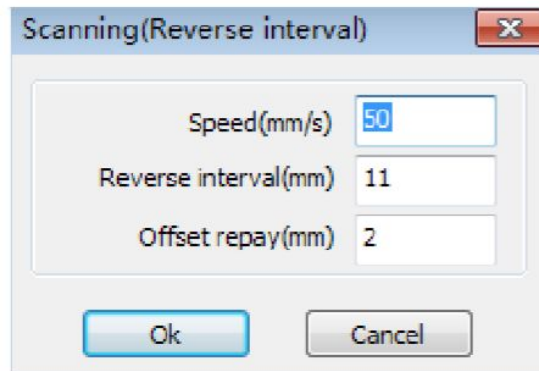 Scanning(Reverse interval)
Speed(mm/s) 50
Reverse interval(mm) 11
Offset repay(mm) 2
Ok Cancel